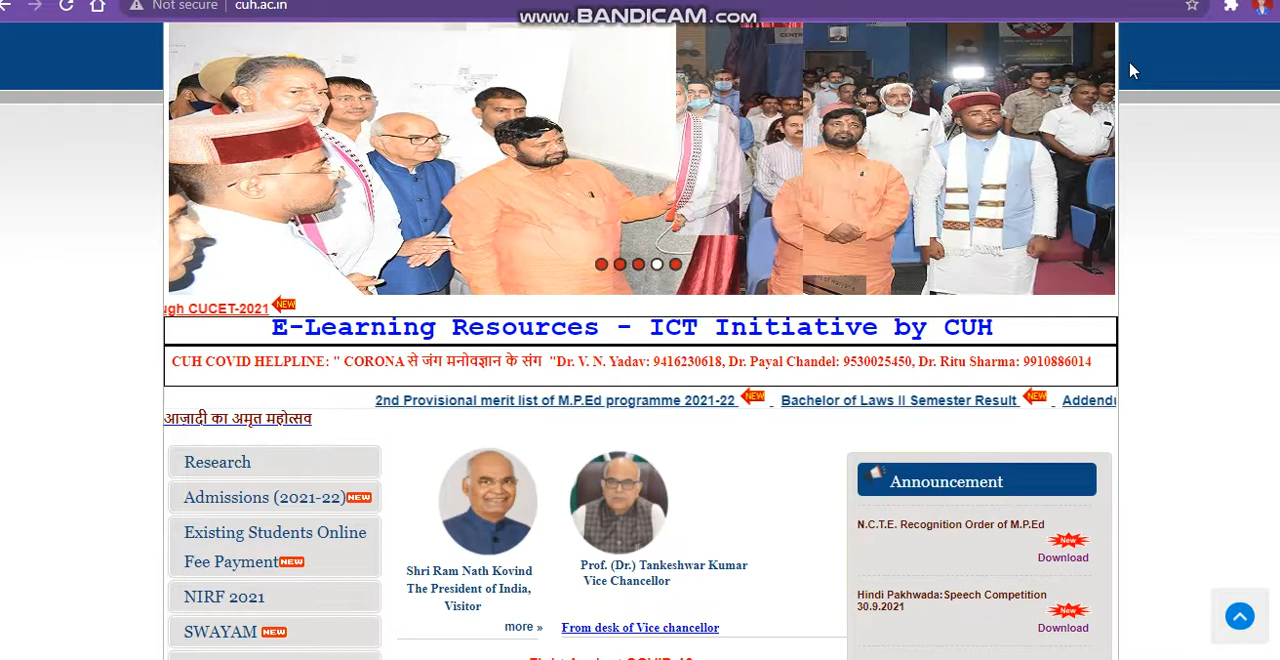 Not secure cuh.ac.in
www.BANDICAM.com
ugh CUCET-2021 NEW
E-Learning Resources - ICT Initiative by CUH
CUH COVID HELPLINE: " CORONA से जंग मनोवज्ञान के संग "Dr. V. N. Yadav: 9416230618, Dr. Payal Chandel: 9530025450, Dr. Ritu Sharma: 9910886014
2nd Provisional merit list of M.P.Ed programme 2021-22 NEW Bachelor of Laws II Semester Result NEW Addendu
आज़ादी का अमृत महोत्सव
Research
Admissions (2021-22) NEW
Existing Students Online
Fee Payment NEW
NIRF 2021
SWAYAM NEW
Shri Ram Nath Kovind
The President of India,
Visitor
more »
Prof. (Dr.) Tankeshwar Kumar
Vice Chancellor
From desk of Vice chancellor
Announcement
N.C.T.E. Recognition Order of M.P.Ed
New
Download
Hindi Pakhwada:Speech Competition
30.9.2021
New
Download